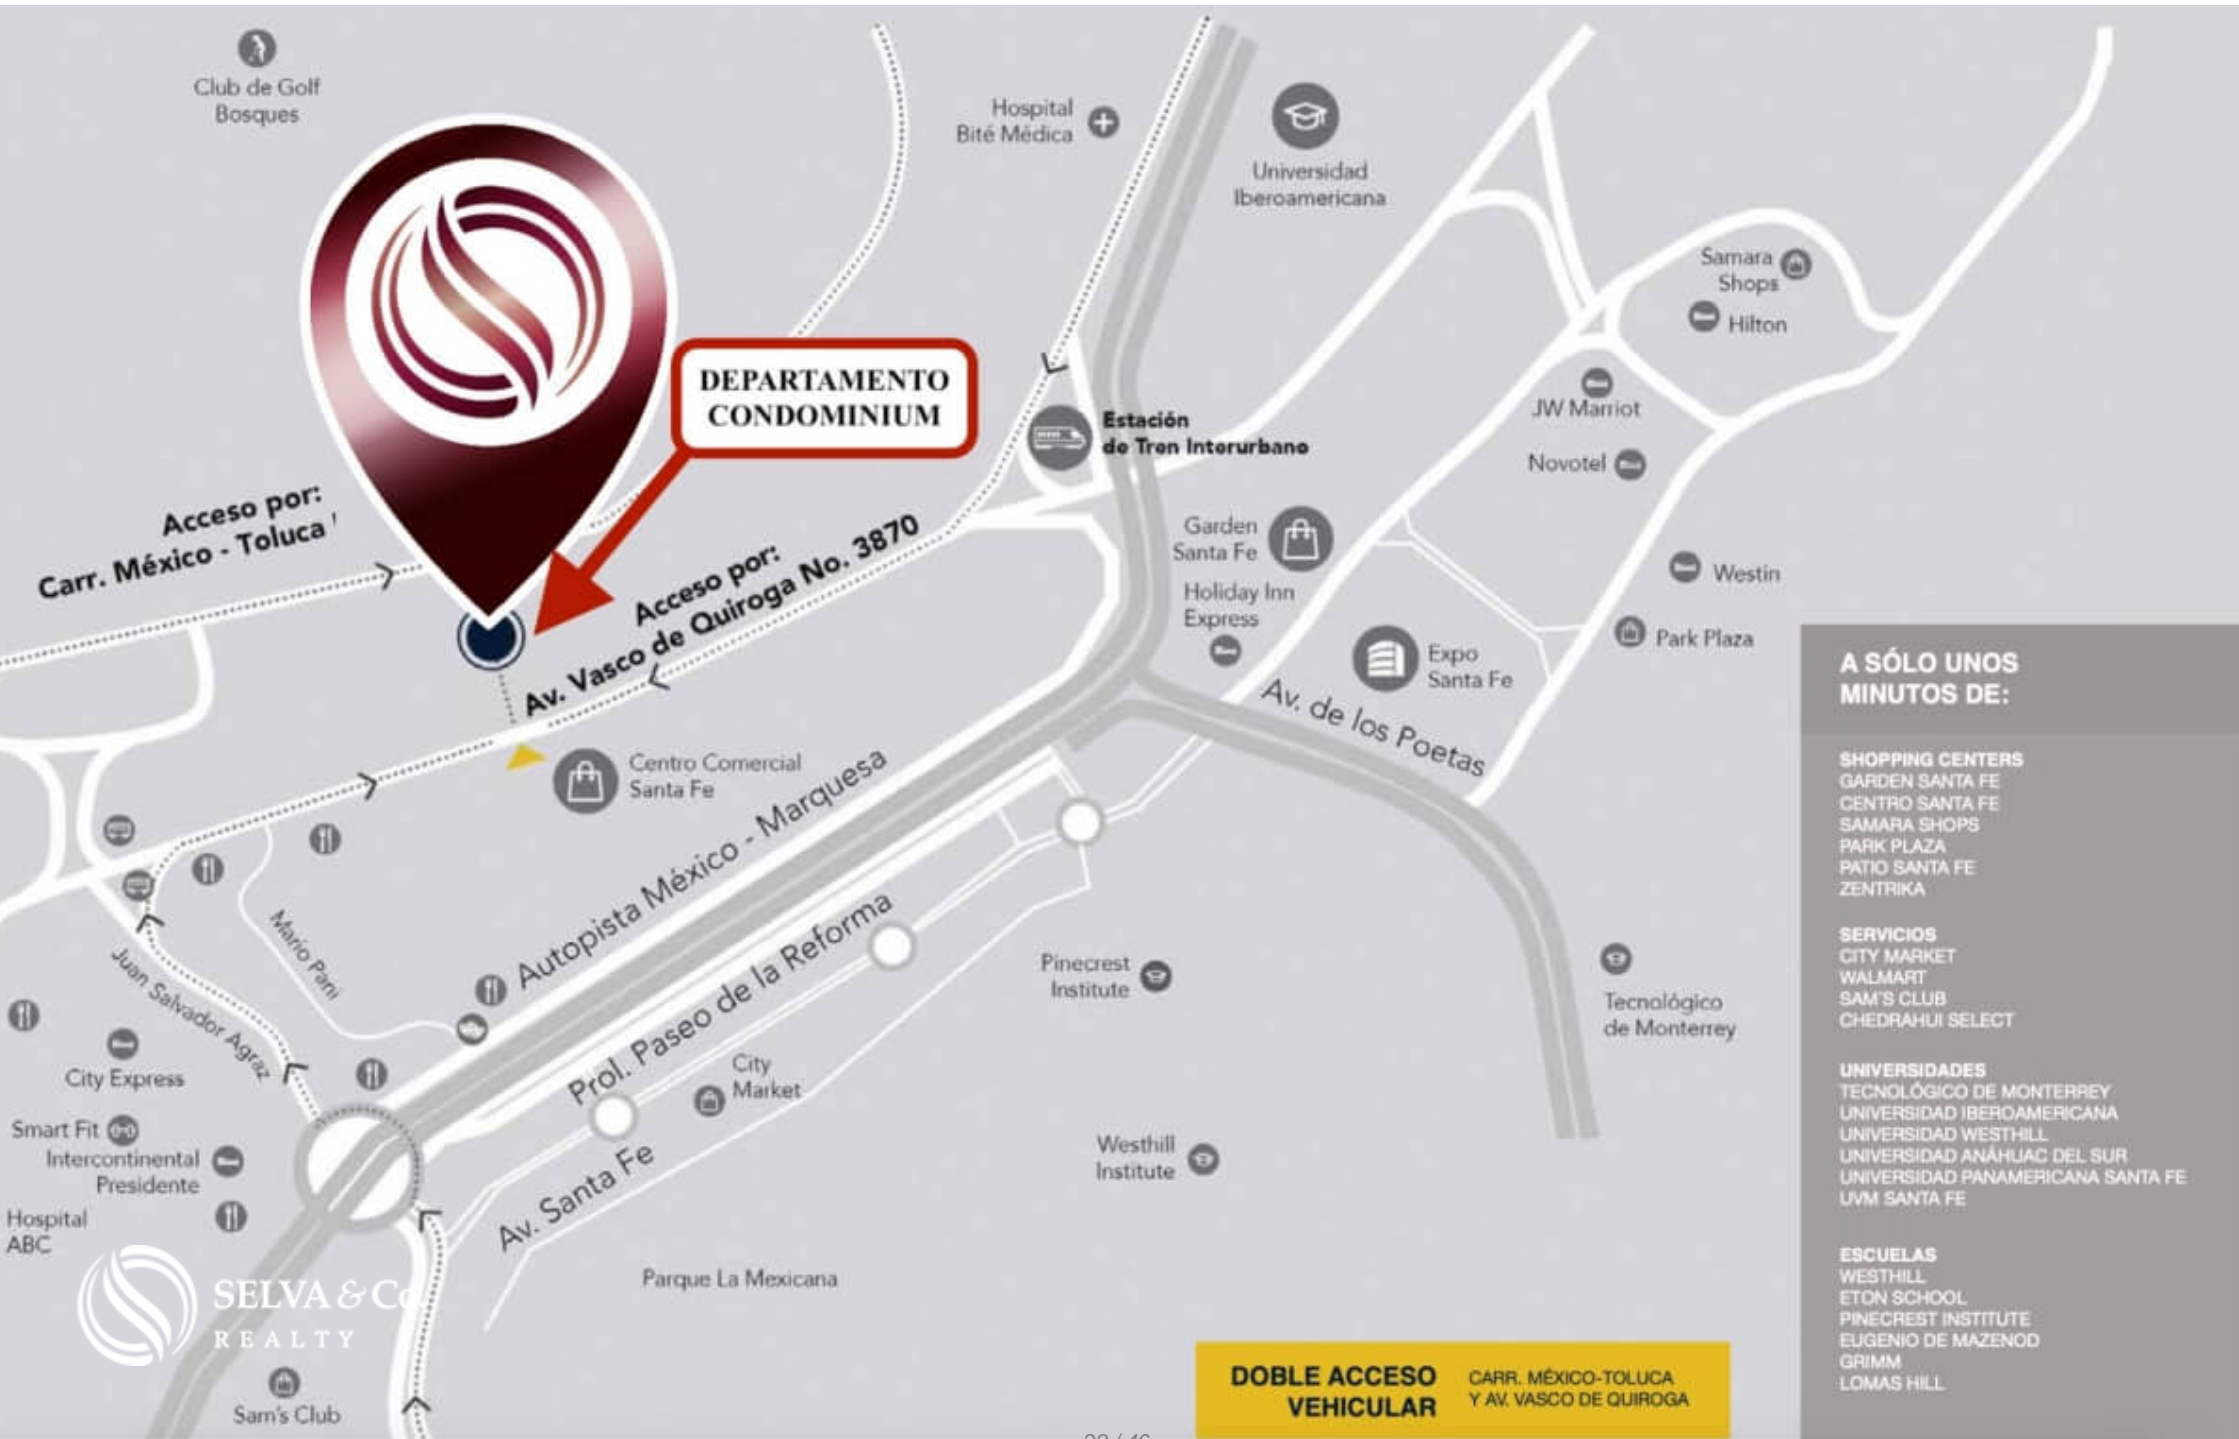 Club de Golf
Bosques
Hospital
Bité Médica
Universidad
Iberoamericana
Samara
Shops
Hilton
DEPARTAMENTO
CONDOMINIUM
JW Marriot
Estación
de Tren Interurbano
Novotel
Acceso por:
Carr. México - Toluca
Acceso por:
Av. Vasco de Quiroga No. 3870
Garden
Santa Fe
Holiday Inn
Express
Westin
Park Plaza
Expo
Santa Fe
Av. de los Poetas
Centro Comercial
Santa Fe
Autopista México - Marquesa
Prol. Paseo de la Reforma
Mario Pani
Juan Salvador Agraz
Pinecrest
Institute
Tecnológico
de Monterrey
City Express
City
Market
Smart Fit
Intercontinental
Presidente
Westhill
Institute
Av. Santa Fe
Hospital
ABC
Parque La Mexicana
SELVA & Co.
REALTY
Sam's Club
DOBLE ACCESO
VEHICULAR
CARR. MÉXICO-TOLUCA
Y AV. VASCO DE QUIROGA
A SÓLO UNOS
MINUTOS DE:
SHOPPING CENTERS
GARDEN SANTA FE
CENTRO SANTA FE
SAMARA SHOPS
PARK PLAZA
PATIO SANTA FE
ZENTRIKA
SERVICIOS
CITY MARKET
WALMART
SAM'S CLUB
CHEDRAHUI SELECT
UNIVERSIDADES
TECNOLÓGICO DE MONTERREY
UNIVERSIDAD IBEROAMERICANA
UNIVERSIDAD WESTHILL
UNIVERSIDAD ANÁHUAC DEL SUR
UNIVERSIDAD PANAMERICANA SANTA FE
UVM SANTA FE
ESCUELAS
WESTHILL
ETON SCHOOL
PINECREST INSTITUTE
EUGENIO DE MAZENOD
GRIMM
LOMAS HILL